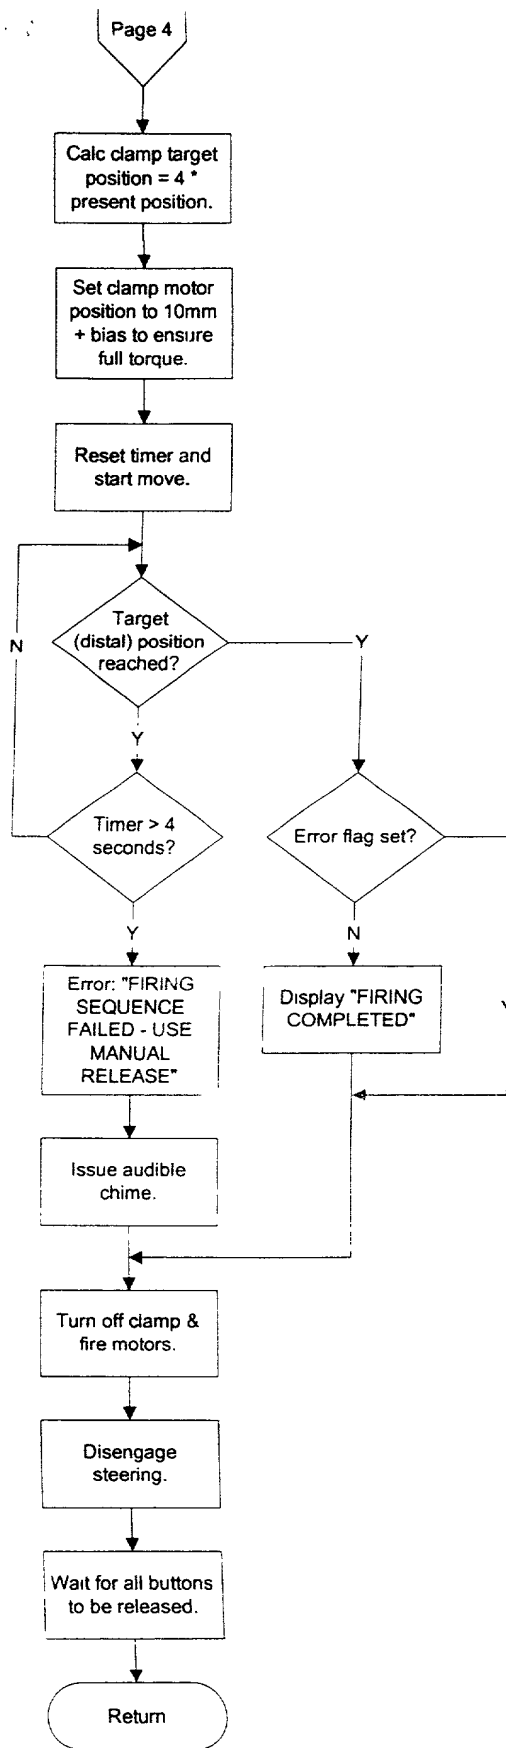 Page 4
Calc clamp target
position = 4 *
present position.
Set clamp motor
position to 10mm
+ bias to ensure
full torque.
Reset timer and
start move.
Target
(distal) position
reached?
N
Y
Y
Timer > 4
seconds?
Error flag set?
Y
N
Error: "FIRING
SEQUENCE
FAILED - USE
MANUAL
RELEASE"
Display "FIRING
COMPLETED"
Y
Issue audible
chime.
Turn off clamp &
fire motors.
Disengage
steering.
Wait for all buttons
to be released.
Return